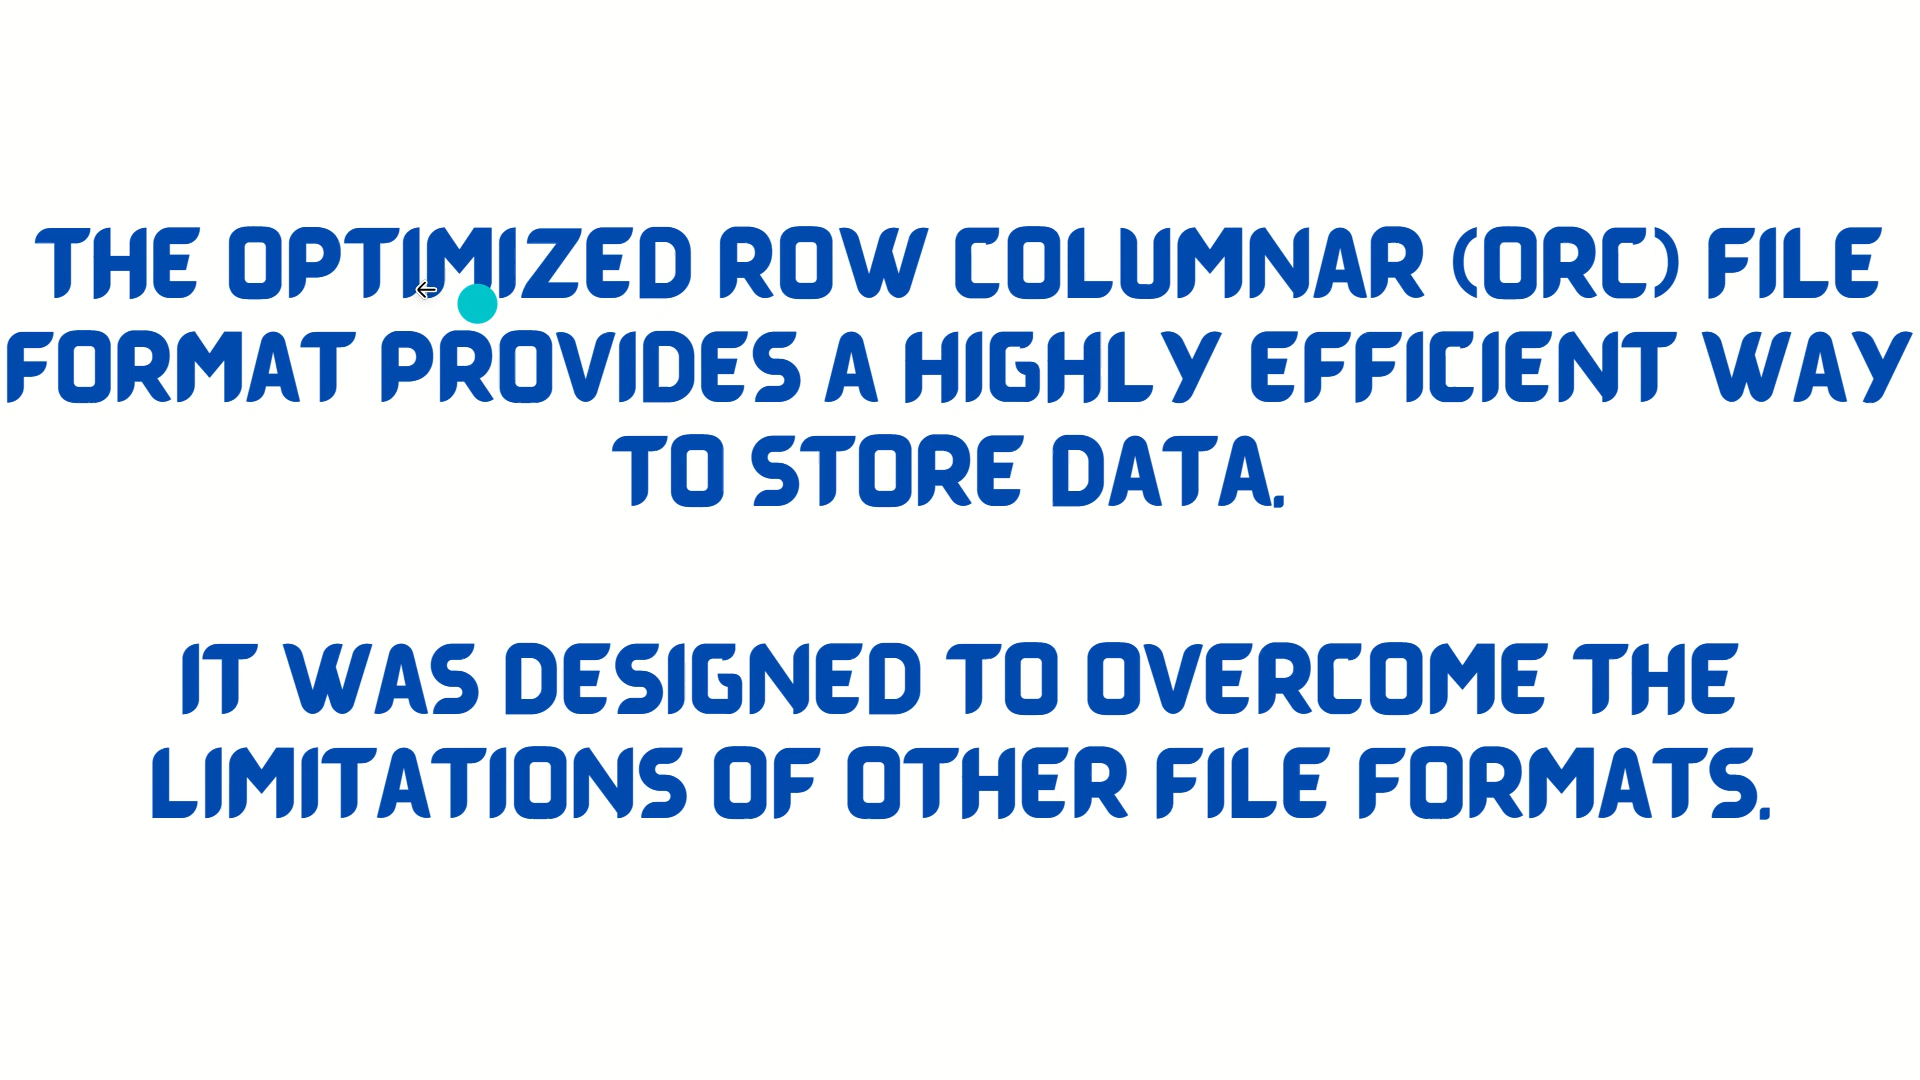 THE OPTIMIZED ROW COLUMNAR (ORC) FILE
FORMAT PROVIDES A HIGHLY EFFICIENT WAY
TO STORE DATA.
IT WAS DESIGNED TO OVERCOME THE
LIMITATIONS OF OTHER FILE FORMATS.